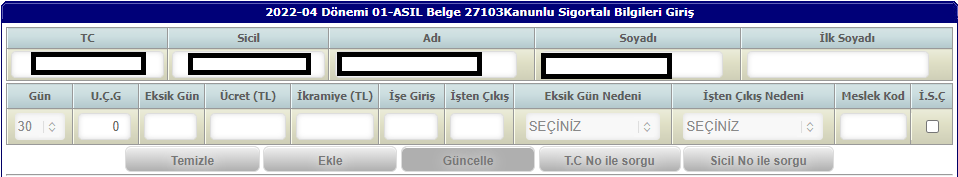 2022-04 Dönemi 01-ASIL Belge 27103Kanunlu Sigortalı Bilgileri Giriş
TC Sicil Adı Soyadı İlk Soyadı
Gün U.Ç.G Eksik Gün Ücret (TL) İkramiye (TL) İşe Giriş İşten Çıkış Eksik Gün Nedeni İşten Çıkış Nedeni Meslek Kod İ.S.Ç
30 0 SEÇİNİZ SEÇİNİZ
Temizle Ekle Güncelle T.C No ile sorgu Sicil No ile sorgu